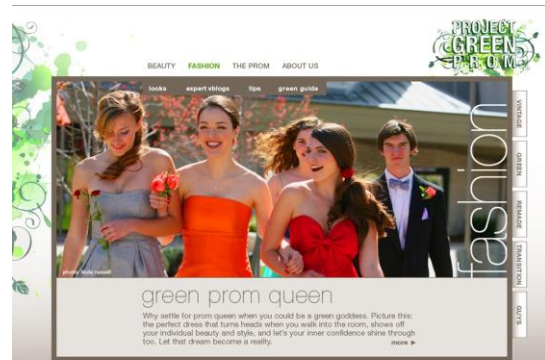 PROJECT
GREEN
P.R.O.M
BEAUTY FASHION THE PROM ABOUT US
looks expert vblogs tips green guide
fashion
VINTAGE
GREEN
REMADE
TRANSITION
GUYS
photo linda russell
green prom queen
Why settle for prom queen when you could be a green goddess. Picture this:
the perfect dress that turns heads when you walk into the room, shows off
your individual beauty and style, and let's your inner confidence shine through
too. Let that dream become a reality.
more ►